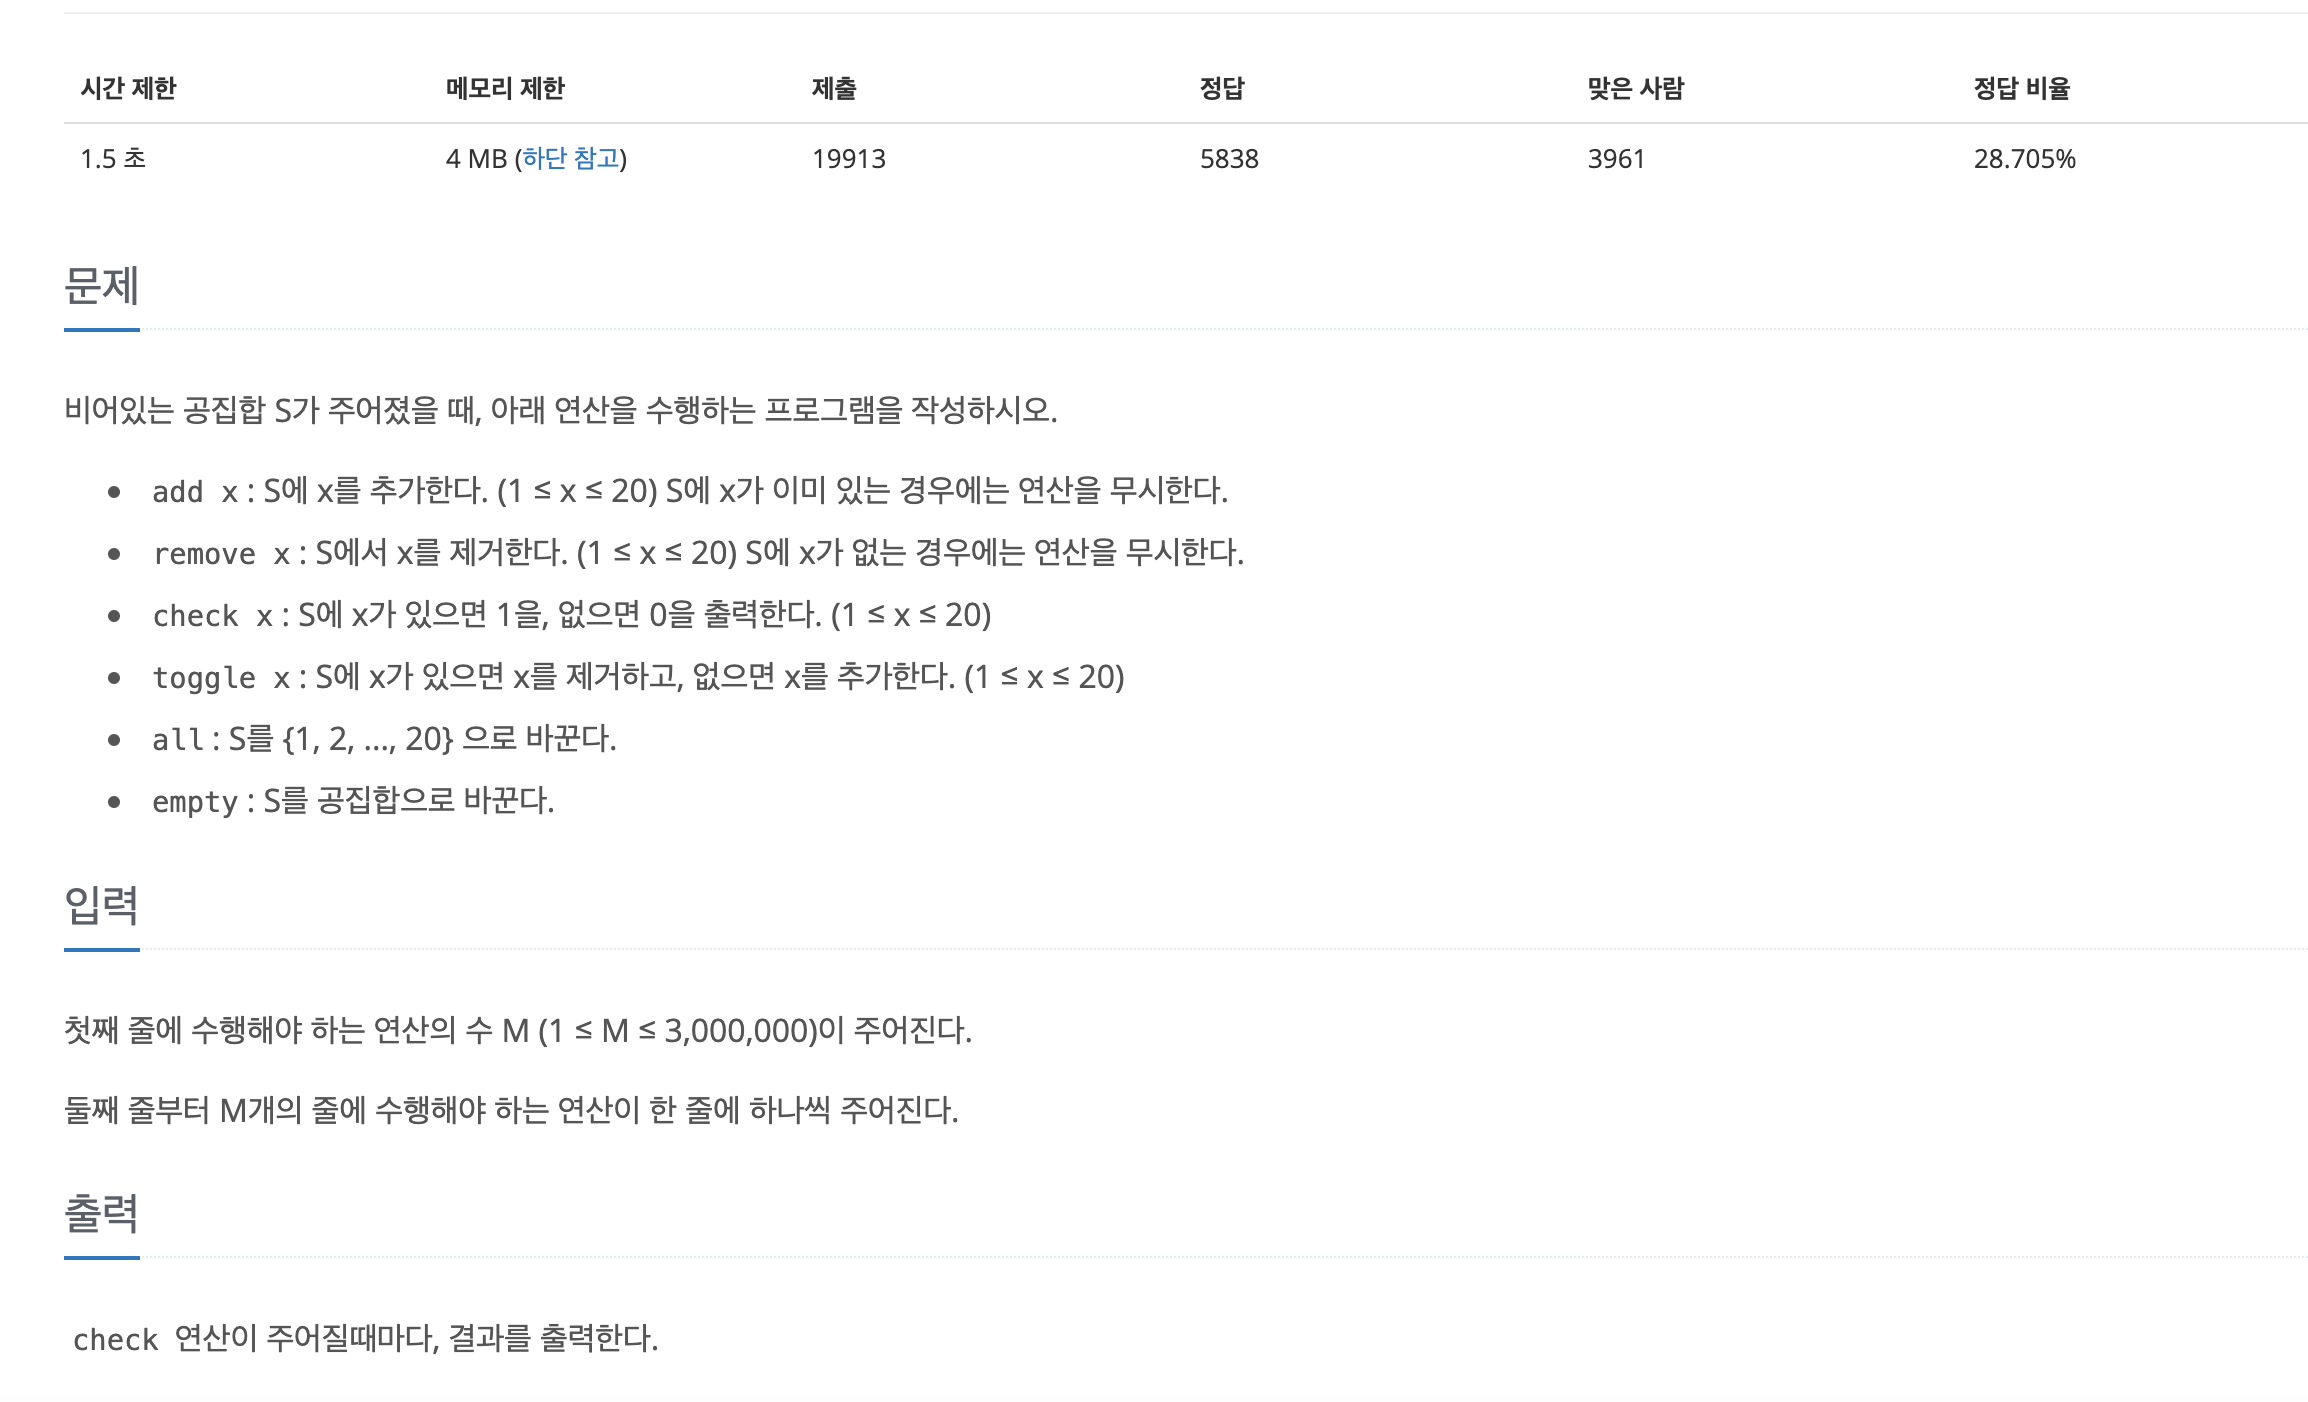 시간 제한 메모리 제한 제출 정답 맞은 사람 정답 비율
1.5 초 4 MB (하단 참고) 19913 5838 3961 28.705%
문제
비어있는 공집합 S가 주어졌을 때, 아래 연산을 수행하는 프로그램을 작성하시오.
• add x : S에 x를 추가한다. (1 ≤ x ≤ 20) S에 x가 이미 있는 경우에는 연산을 무시한다.
• remove x : S에서 x를 제거한다. (1 ≤ x ≤ 20) S에 x가 없는 경우에는 연산을 무시한다.
• check x : S에 x가 있으면 1을, 없으면 0을 출력한다. (1 ≤ x ≤ 20)
• toggle x : S에 x가 있으면 x를 제거하고, 없으면 x를 추가한다. (1 ≤ x ≤ 20)
• all : S를 {1, 2, ..., 20} 으로 바꾼다.
• empty : S를 공집합으로 바꾼다.
입력
첫째 줄에 수행해야 하는 연산의 수 M (1 ≤ M ≤ 3,000,000)이 주어진다.
둘째 줄부터 M개의 줄에 수행해야 하는 연산이 한 줄에 하나씩 주어진다.
출력
check 연산이 주어질때마다, 결과를 출력한다.